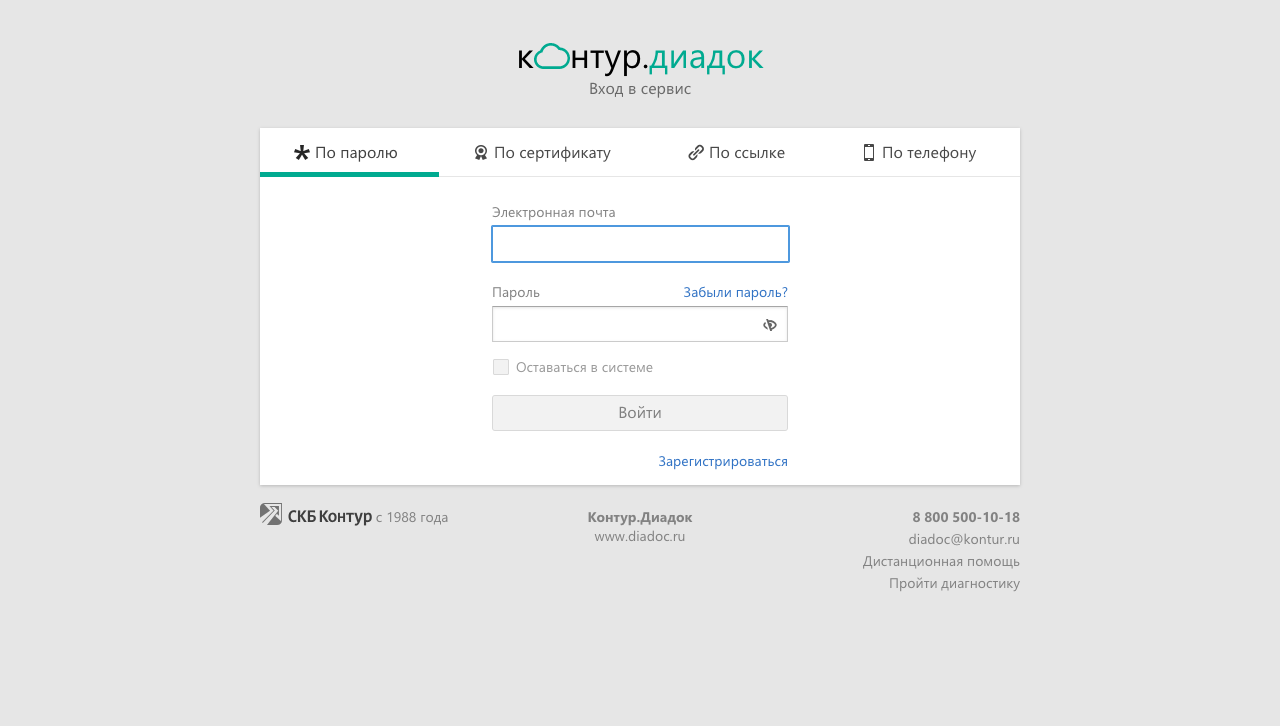 контур.диадок
Вход в сервис
По паролю
По сертификату
По ссылке
По телефону
Электронная почта
Пароль
Забыли пароль?
Оставаться в системе
Войти
Зарегистрироваться
СКБ Контур с 1988 года
Контур.Диадок
www.diadoc.ru
8 800 500-10-18
diadoc@kontur.ru
Дистанционная помощь
Пройти диагностику